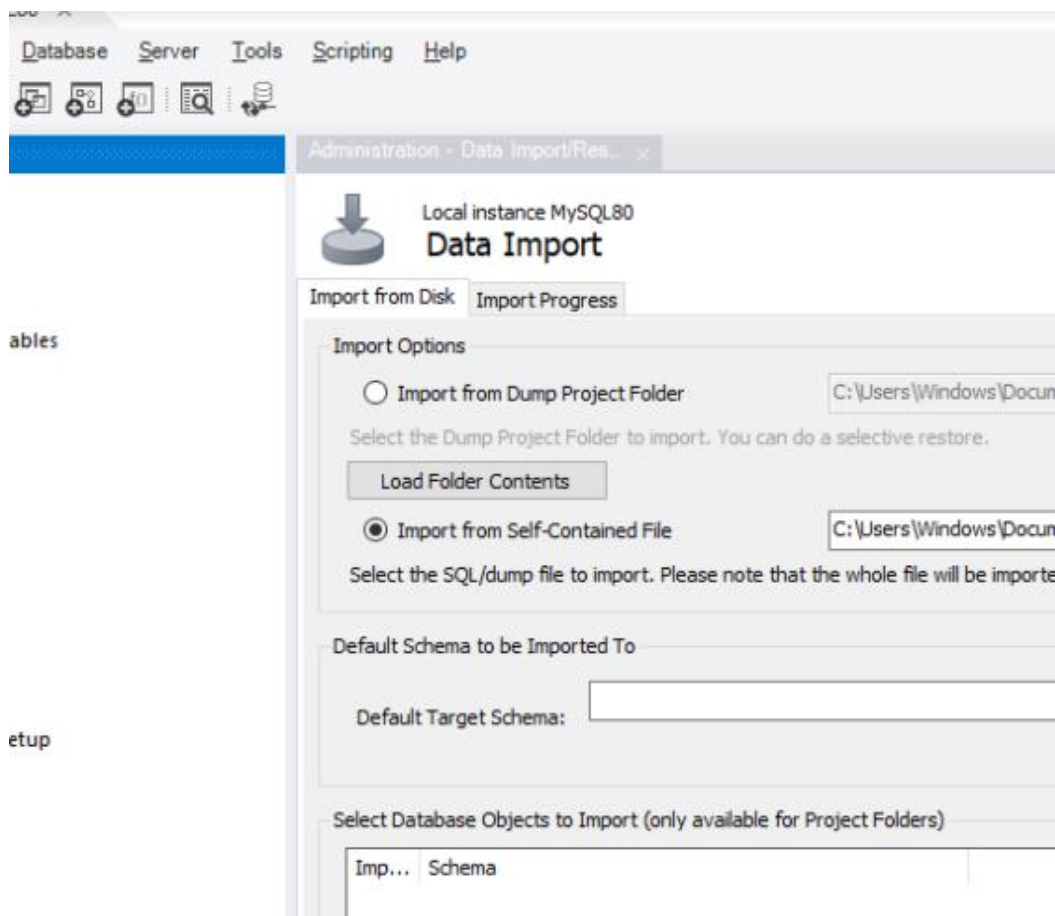 Database Server Tools Scripting Help
Administration - Data Import/Res...
Local instance MySQL80
Data Import
Import from Disk Import Progress
ables
Import Options
Import from Dump Project Folder C:\Users\Windows\Docum
Select the Dump Project Folder to import. You can do a selective restore.
Load Folder Contents
Import from Self-Contained File C:\Users\Windows\Docum
Select the SQL/dump file to import. Please note that the whole file will be importe
Default Schema to be Imported To
Default Target Schema:
etup
Select Database Objects to Import (only available for Project Folders)
Imp... Schema